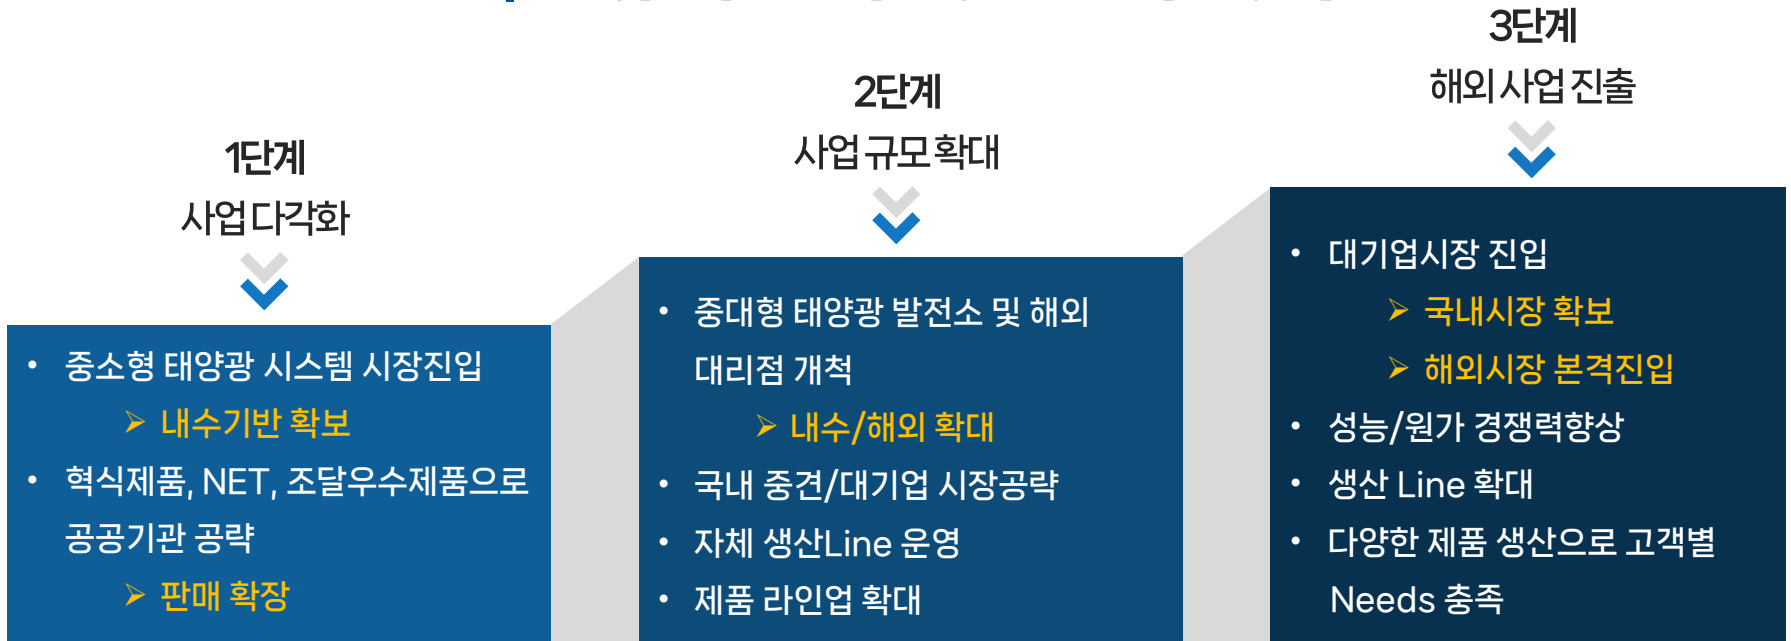 1단계
사업 다각화
• 중소형 태양광 시스템 시장진입
➢ 내수기반 확보
• 혁식제품, NET, 조달우수제품으로
공공기관 공략
➢ 판매 확장
2단계
사업 규모 확대
• 중대형 태양광 발전소 및 해외
대리점 개척
➢ 내수/해외 확대
• 국내 중견/대기업 시장공략
• 자체 생산Line 운영
• 제품 라인업 확대
3단계
해외 사업 진출
• 대기업시장 진입
➢ 국내시장 확보
➢ 해외시장 본격진입
• 성능/원가 경쟁력향상
• 생산 Line 확대
• 다양한 제품 생산으로 고객별
Needs 충족